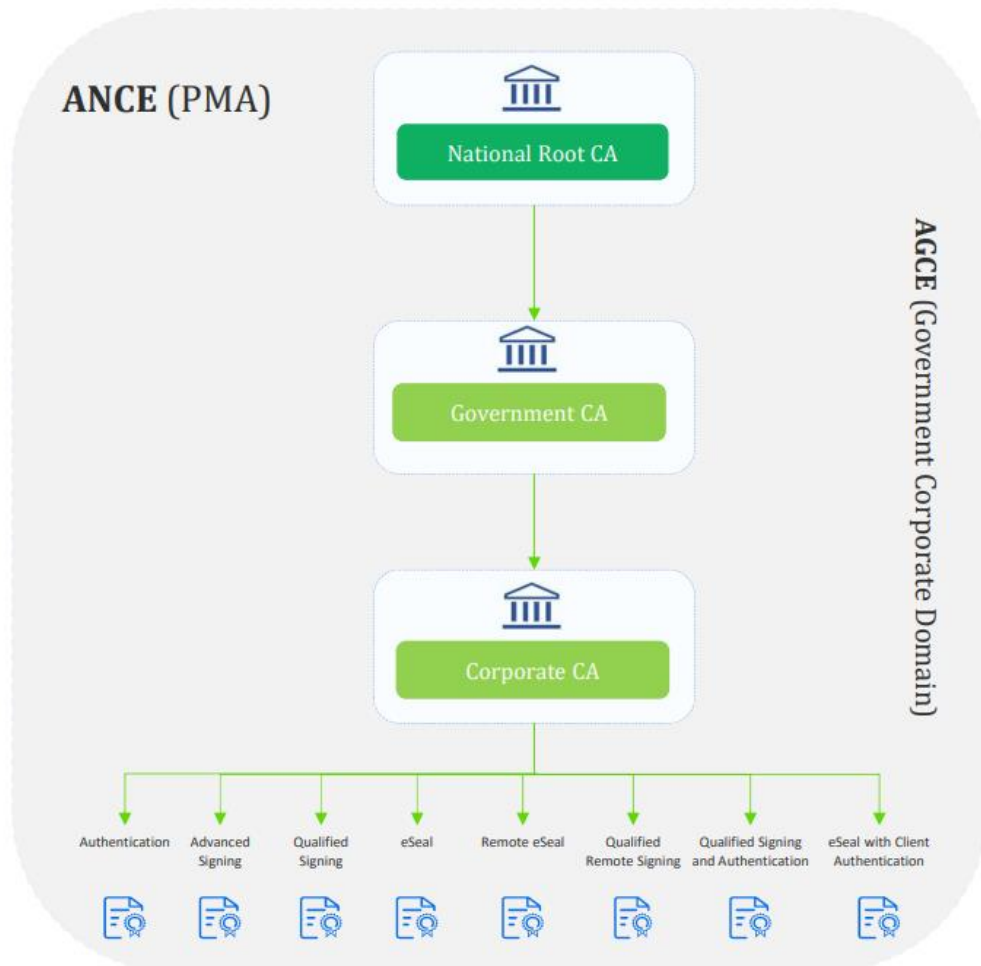 ANCE (PMA)
National Root CA
AGCE (Government Corporate Domain)
Government CA
Corporate CA
Authentication
Advanced
Signing
Qualified
Signing
eSeal
Remote eSeal
Qualified
Remote Signing
Qualified Signing
and Authentication
eSeal with Client
Authentication